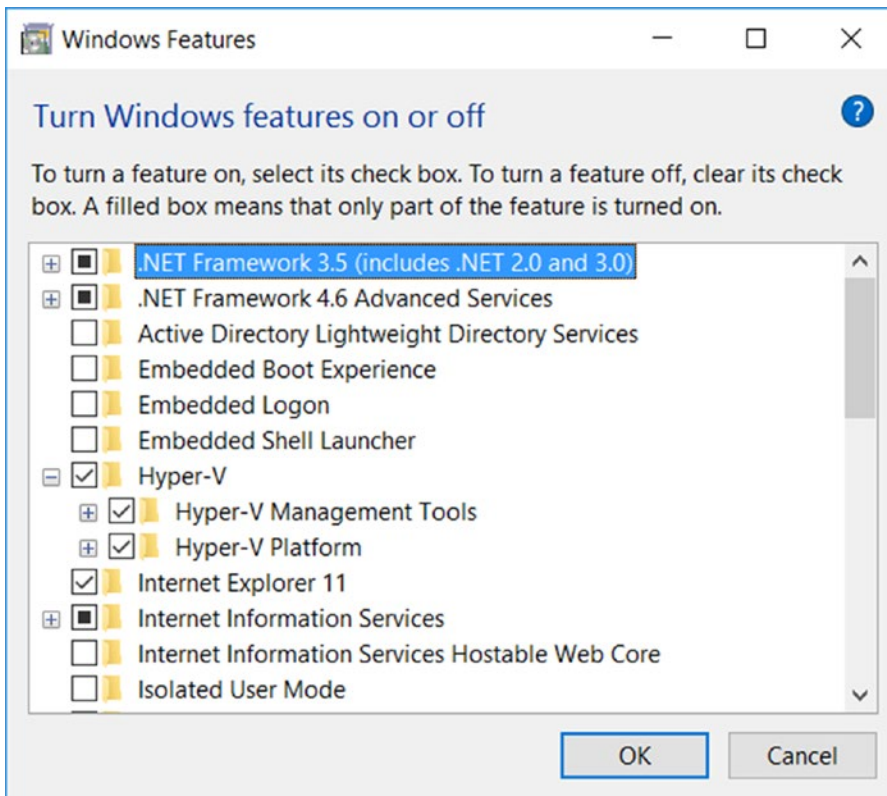 Windows Features
Turn Windows features on or off
?
To turn a feature on, select its check box. To turn a feature off, clear its check
box. A filled box means that only part of the feature is turned on.
.NET Framework 3.5 (includes .NET 2.0 and 3.0)
.NET Framework 4.6 Advanced Services
Active Directory Lightweight Directory Services
Embedded Boot Experience
Embedded Logon
Embedded Shell Launcher
Hyper-V
Hyper-V Management Tools
Hyper-V Platform
Internet Explorer 11
Internet Information Services
Internet Information Services Hostable Web Core
Isolated User Mode
OK Cancel